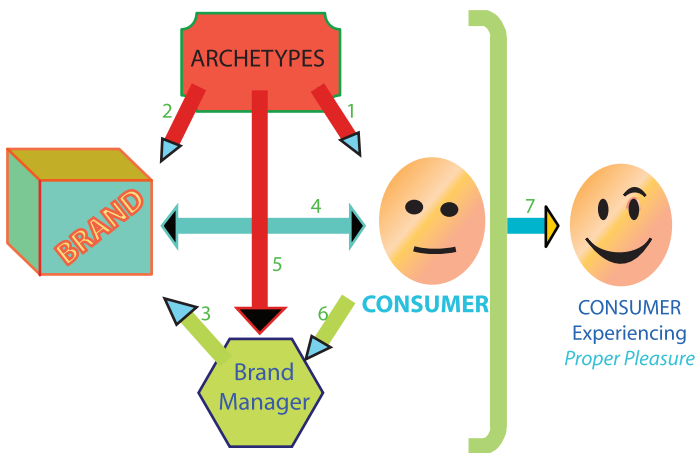 ARCHETYPES
2
1
BRAND
4
7
5
CONSUMER
3
6
CONSUMER
Experiencing
Proper Pleasure
Brand
Manager